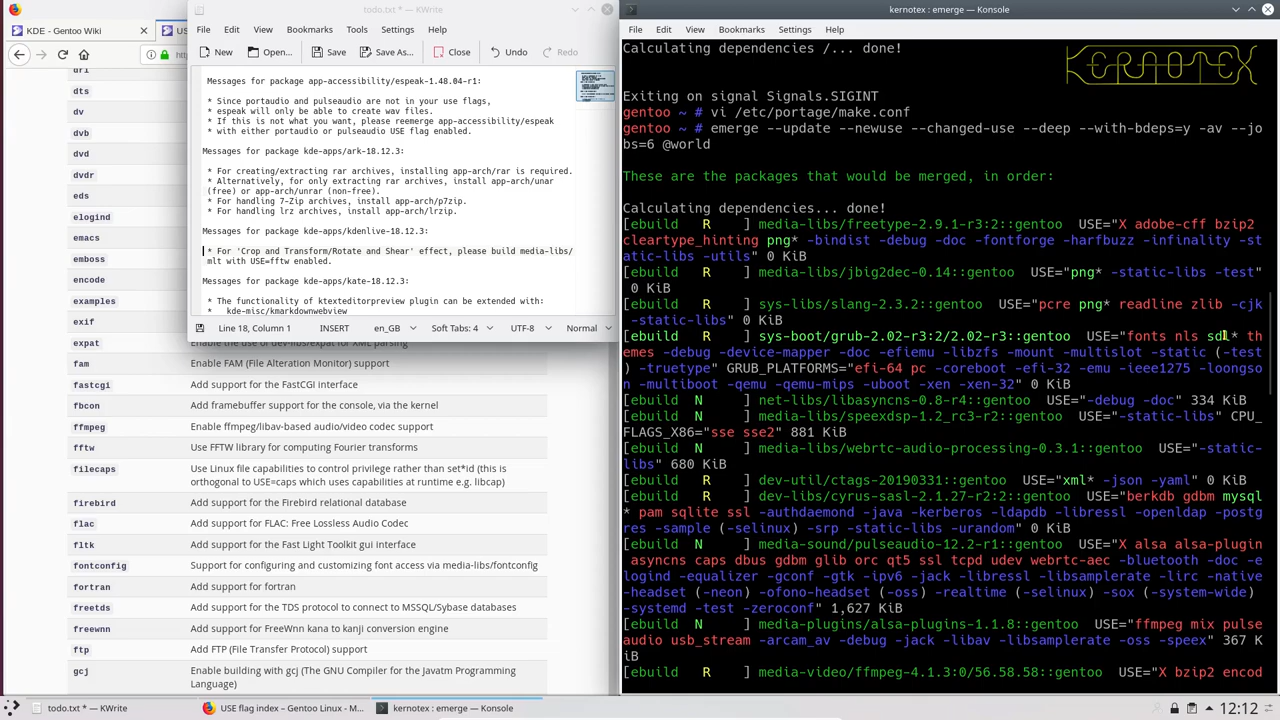 KDE - Gentoo Wiki
US
dri
dts
dv
dvb
dvd
dvdr
eds
elogind
emacs
emboss
encode
examples
exif
expat Enable the use of dev-libs/expat for XML parsing
fam Enable FAM (File Alteration Monitor) support
fastcgi Add support for the FastCGI interface
fbcon Add framebuffer support for the console, via the kernel
ffmpeg Enable ffmpeg/libav-based audio/video codec support
fftw Use FFTW library for computing Fourier transforms
filecaps Use Linux file capabilities to control privilege rather than set*id (this is
orthogonal to USE=caps which uses capabilities at runtime e.g. libcap)
firebird Add support for the Firebird relational database
flac Add support for FLAC: Free Lossless Audio Codec
fltk Add support for the Fast Light Toolkit gui interface
fontconfig Support for configuring and customizing font access via media-libs/fontconfig
fortran Add support for fortran
freetds Add support for the TDS protocol to connect to MSSQL/Sybase databases
freewnn Add support for FreeWnn kana to kanji conversion engine
ftp Add FTP (File Transfer Protocol) support
gcj Enable building with gcj (The GNU Compiler for the Javatm Programming
Language)
todo.txt * — KWrite
File Edit View Bookmarks Tools Settings Help
New Open... Save Save As... Close Undo Redo
Messages for package app-accessibility/espeak-1.48.04-r1:
* Since portaudio and pulseaudio are not in your use flags,
* espeak will only be able to create wav files.
* If this is not what you want, please reemerge app-accessibility/espeak
* with either portaudio or pulseaudio USE flag enabled.
Messages for package kde-apps/ark-18.12.3:
* For creating/extracting rar archives, installing app-arch/rar is required.
* Alternatively, for only extracting rar archives, install app-arch/unar
(free) or app-arch/unrar (non-free).
* For handling 7-Zip archives, install app-arch/p7zip.
* For handling lrz archives, install app-arch/lrzip.
Messages for package kde-apps/kdenlive-18.12.3:
* For 'Crop and Transform/Rotate and Shear' effect, please build media-libs/
mlt with USE=fftw enabled.
Messages for package kde-apps/kate-18.12.3:
* The functionality of ktexteditorpreview plugin can be extended with:
* kde-misc/kmarkdownwebview
Line 18, Column 1 INSERT en_GB Soft Tabs: 4 UTF-8 Normal
kernotex : emerge — Konsole
File Edit View Bookmarks Settings Help
KERNOTEX
Calculating dependencies /... done!
Exiting on signal Signals.SIGINT
gentoo ~ # vi /etc/portage/make.conf
gentoo ~ # emerge --update --newuse --changed-use --deep --with-bdeps=y -av --jo
bs=6 @world
These are the packages that would be merged, in order:
Calculating dependencies... done!
[ebuild R ] media-libs/freetype-2.9.1-r3:2::gentoo USE="X adobe-cff bzip2
cleartype_hinting png* -bindist -debug -doc -fontforge -harfbuzz -infinality -st
atic-libs -utils" 0 KiB
[ebuild R ] media-libs/jbig2dec-0.14::gentoo USE="png* -static-libs -test"
0 KiB
[ebuild R ] sys-libs/slang-2.3.2::gentoo USE="pcre png* readline zlib -cjk
-static-libs" 0 KiB
[ebuild R ] sys-boot/grub-2.02-r3:2/2.02-r3::gentoo USE="fonts nls sdl* th
emes -debug -device-mapper -doc -efiemu -libzfs -mount -multislot -static (-test
) -truetype" GRUB_PLATFORMS="efi-64 pc -coreboot -efi-32 -emu -ieee1275 -loongso
n -multiboot -qemu -qemu-mips -uboot -xen -xen-32" 0 KiB
[ebuild N ] net-libs/libasyncns-0.8-r4::gentoo USE="-debug -doc" 334 KiB
[ebuild N ] media-libs/speexdsp-1.2_rc3-r2::gentoo USE="-static-libs" CPU_
FLAGS_X86="sse sse2" 881 KiB
[ebuild N ] media-libs/webrtc-audio-processing-0.3.1::gentoo USE="-static-
libs" 680 KiB
[ebuild R ] dev-util/ctags-20190331::gentoo USE="xml* -json -yaml" 0 KiB
[ebuild R ] dev-libs/cyrus-sasl-2.1.27-r2:2::gentoo USE="berkdb gdbm mysql
* pam sqlite ssl -authdaemond -java -kerberos -ldapdb -libressl -openldap -postg
res -sample (-selinux) -srp -static-libs -urandom" 0 KiB
[ebuild N ] media-sound/pulseaudio-12.2-r1::gentoo USE="X alsa alsa-plugin
asyncns caps dbus gdbm glib orc qt5 ssl tcpd udev webrtc-aec -bluetooth -doc -e
logind -equalizer -gconf -gtk -ipv6 -jack -libressl -libsamplerate -lirc -native
-headset (-neon) -ofono-headset (-oss) -realtime (-selinux) -sox (-system-wide)
-systemd -test -zeroconf" 1,627 KiB
[ebuild N ] media-plugins/alsa-plugins-1.1.8::gentoo USE="ffmpeg mix pulse
audio usb_stream -arcam_av -debug -jack -libav -libsamplerate -oss -speex" 367 K
iB
[ebuild R ] media-video/ffmpeg-4.1.3:0/56.58.58::gentoo USE="X bzip2 encod
todo.txt * — KWrite USE flag index – Gentoo Linux - M... kernotex : emerge — Konsole 12:12